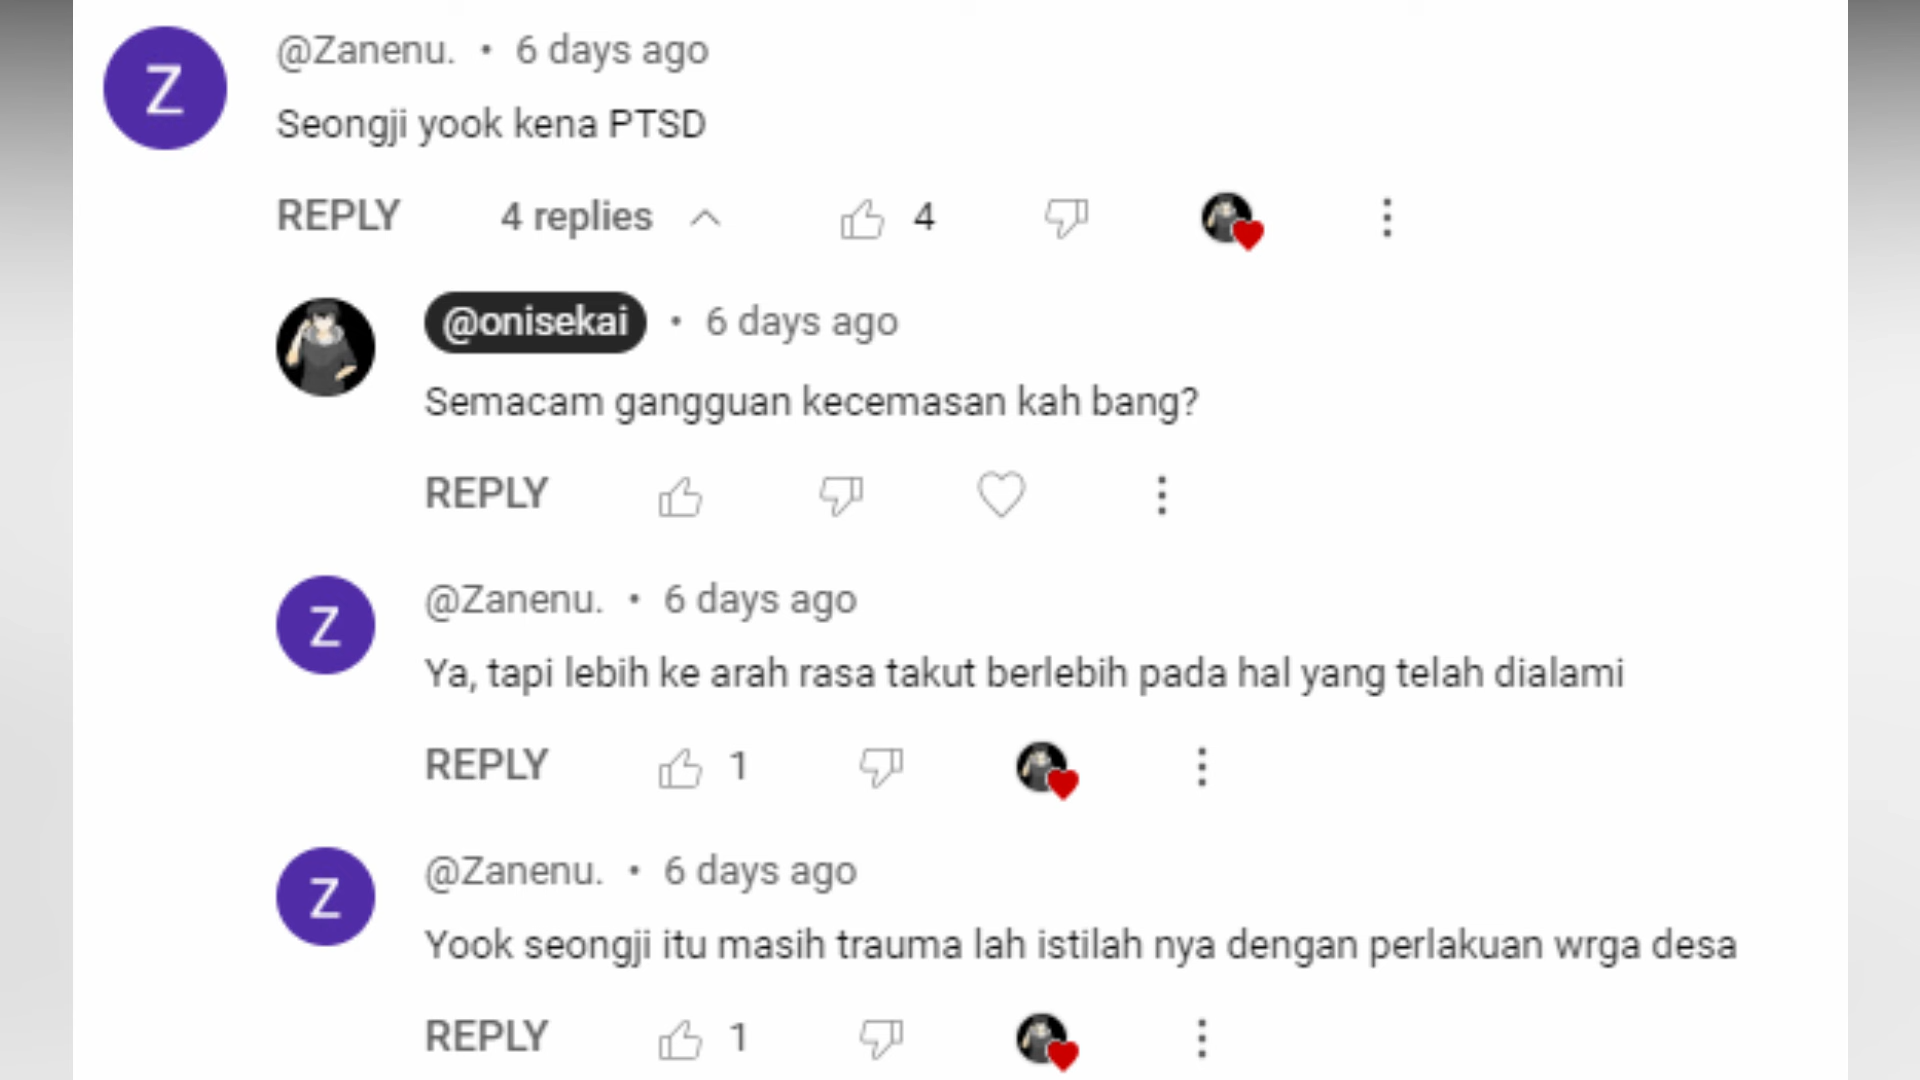 Z
@Zanenu. • 6 days ago
Seongji yook kena PTSD
REPLY 4 replies 4
@onisekai • 6 days ago
Semacam gangguan kecemasan kah bang?
REPLY
Z
@Zanenu. • 6 days ago
Ya, tapi lebih ke arah rasa takut berlebih pada hal yang telah dialami
REPLY 1
Z
@Zanenu. • 6 days ago
Yook seongji itu masih trauma lah istilah nya dengan perlakuan wrga desa
REPLY 1